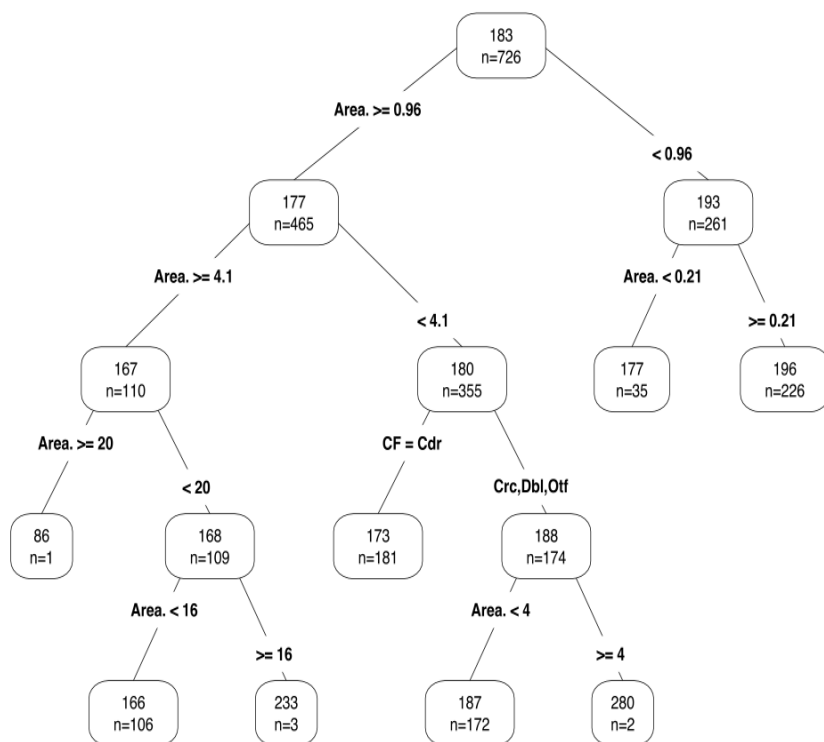 183
n=726
Area. >= 0.96
< 0.96
177
n=465
193
n=261
Area. >= 4.1
< 4.1
Area. < 0.21
>= 0.21
167
n=110
180
n=355
177
n=35
196
n=226
Area. >= 20
< 20
CF = Cdr
Crc,Dbl,Otf
86
n=1
168
n=109
173
n=181
188
n=174
Area. < 16
>= 16
Area. < 4
>= 4
166
n=106
233
n=3
187
n=172
280
n=2